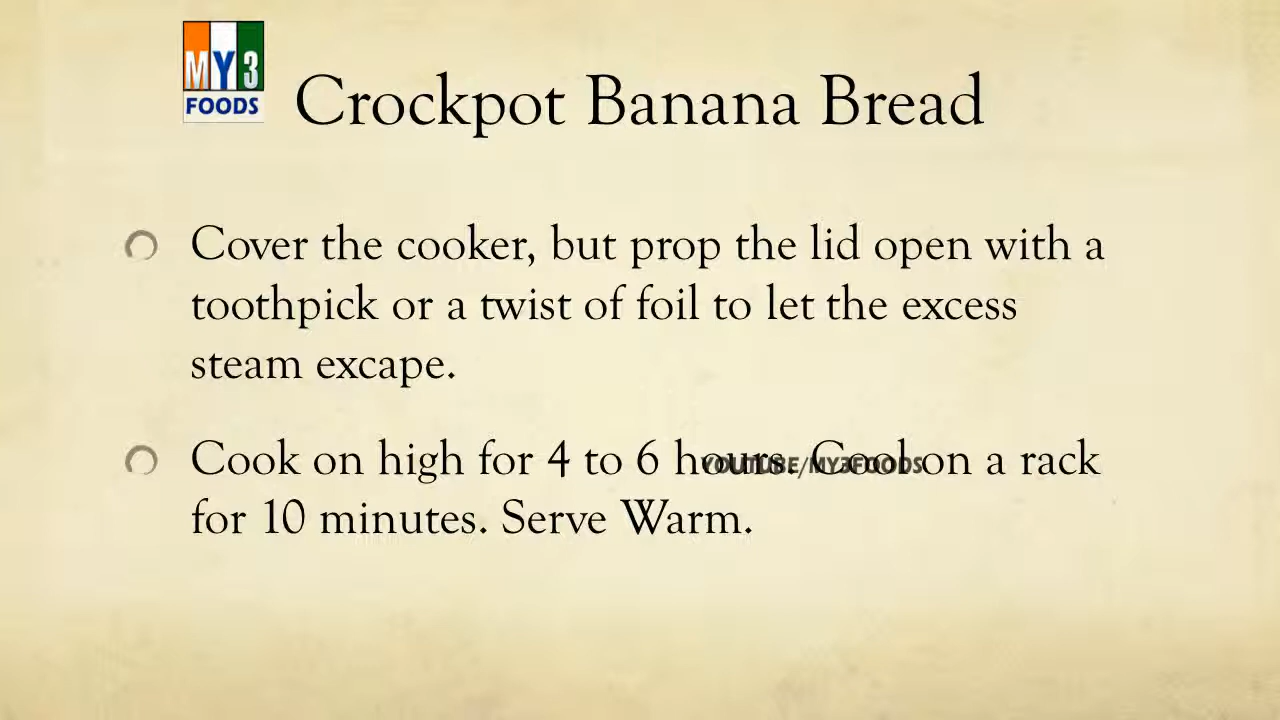 MY3
FOODS
Crockpot Banana Bread
Cover the cooker, but prop the lid open with a
toothpick or a twist of foil to let the excess
steam excape.
Cook on high for 4 to 6 hours. Cool on a rack
YOUTUBE/MY3FOODS
for 10 minutes. Serve Warm.